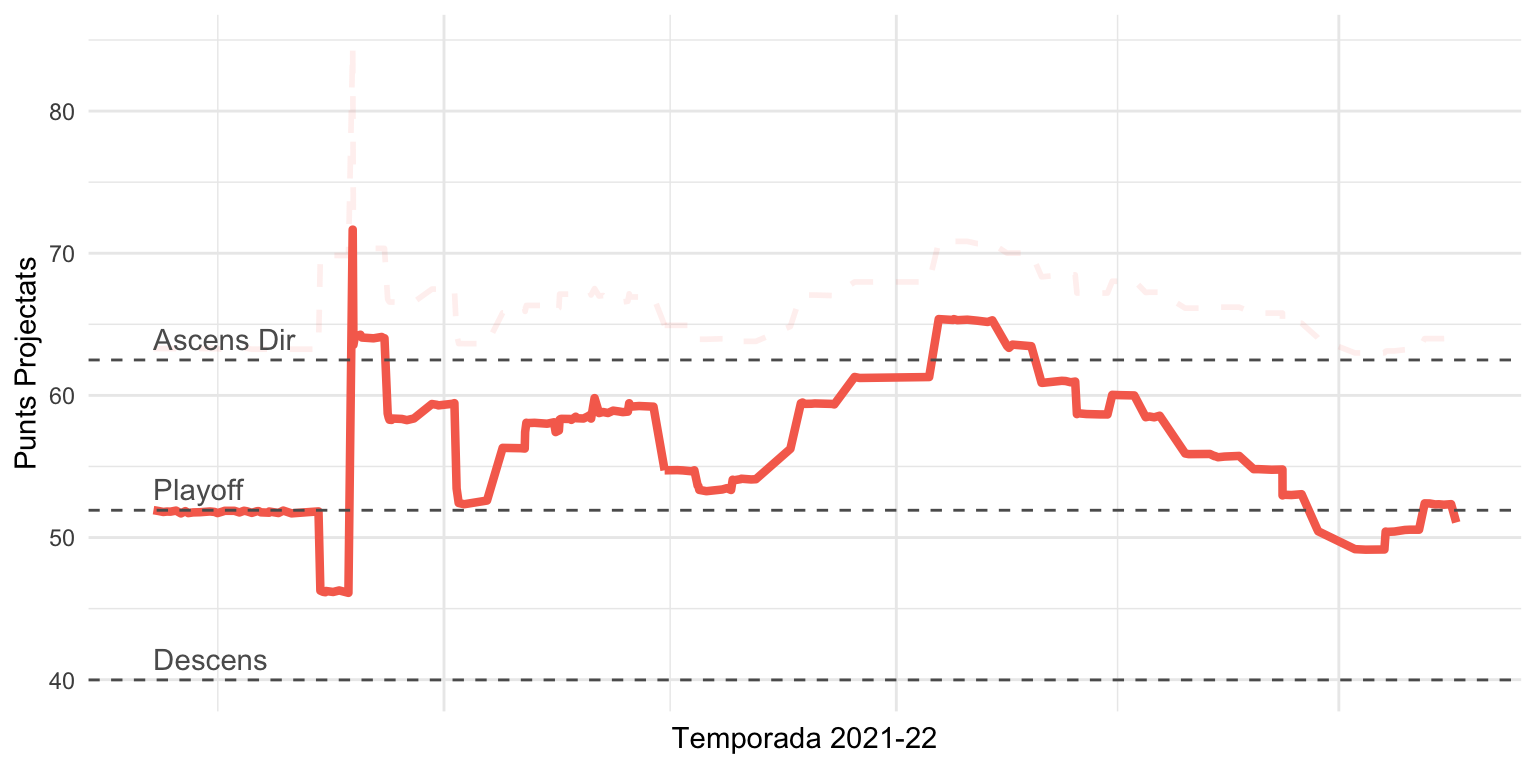 80
70
60
50
40
Punts Projectats
Ascens Dir
Playoff
Descens
Temporada 2021-22